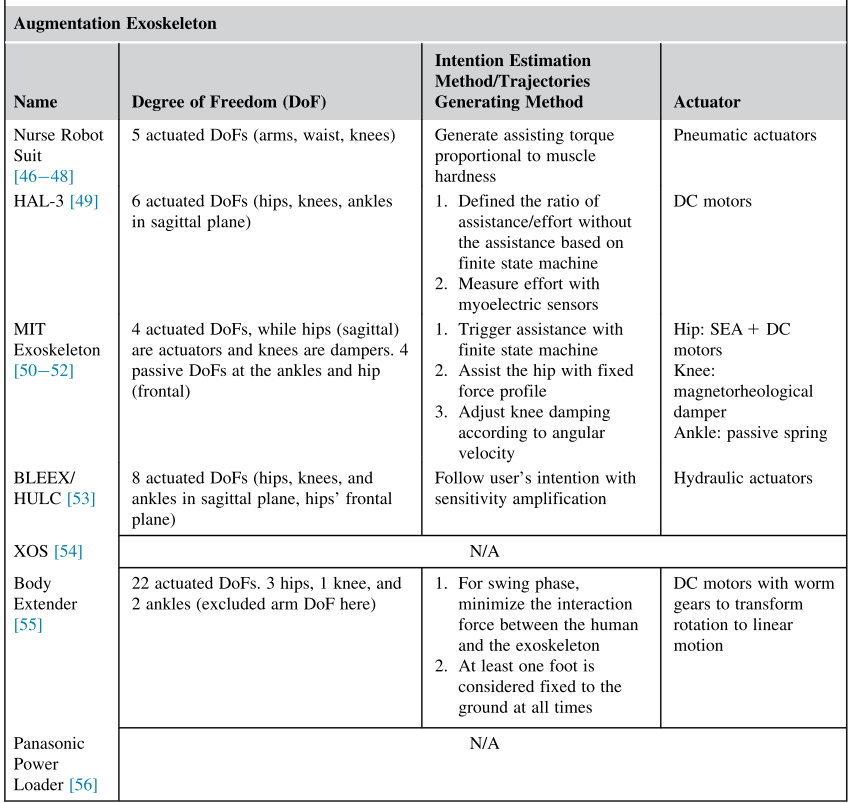 Augmentation Exoskeleton
Name
Degree of Freedom (DoF)
Intention Estimation
Method/Trajectories
Generating Method
Actuator
Nurse Robot
Suit
[46–48]
5 actuated DoFs (arms, waist, knees)
Generate assisting torque
proportional to muscle
hardness
Pneumatic actuators
HAL-3 [49]
6 actuated DoFs (hips, knees, ankles
in sagittal plane)
1. Defined the ratio of
assistance/effort without
the assistance based on
finite state machine
2. Measure effort with
myoelectric sensors
DC motors
MIT
Exoskeleton
[50–52]
4 actuated DoFs, while hips (sagittal)
are actuators and knees are dampers. 4
passive DoFs at the ankles and hip
(frontal)
1. Trigger assistance with
finite state machine
2. Assist the hip with fixed
force profile
3. Adjust knee damping
according to angular
velocity
Hip: SEA + DC
motors
Knee:
magnetorheological
damper
Ankle: passive spring
BLEEX/
HULC [53]
8 actuated DoFs (hips, knees, and
ankles in sagittal plane, hips' frontal
plane)
Follow user's intention with
sensitivity amplification
Hydraulic actuators
XOS [54]
N/A
Body
Extender
[55]
22 actuated DoFs. 3 hips, 1 knee, and
2 ankles (excluded arm DoF here)
1. For swing phase,
minimize the interaction
force between the human
and the exoskeleton
2. At least one foot is
considered fixed to the
ground at all times
DC motors with worm
gears to transform
rotation to linear
motion
Panasonic
Power
Loader [56]
N/A